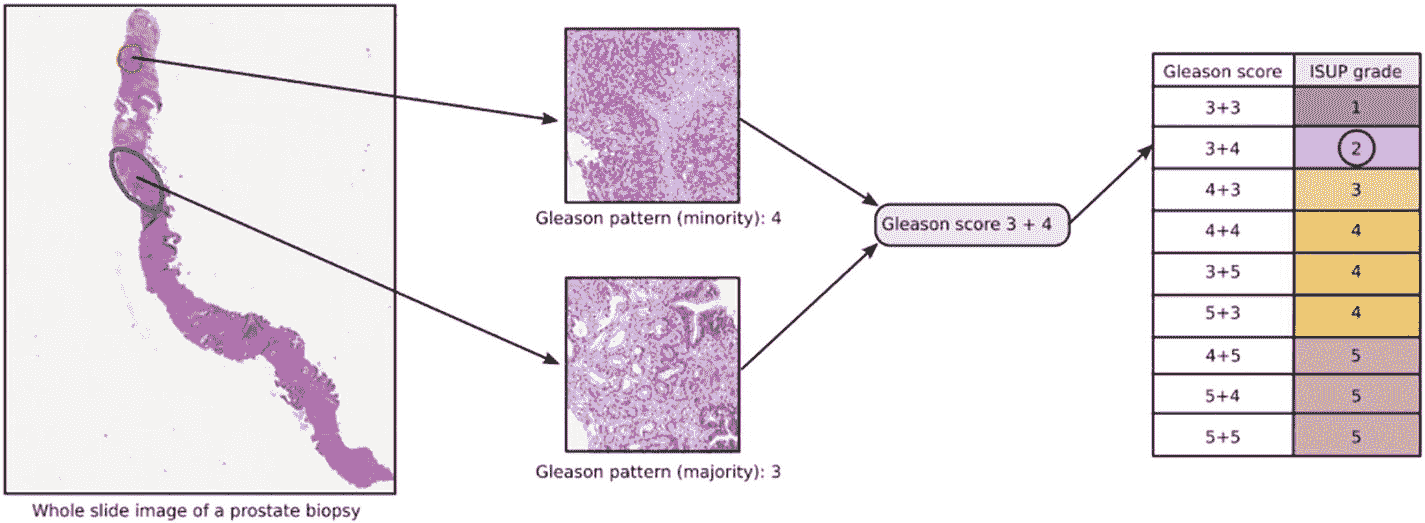 Whole slide image of a prostate biopsy
Gleason pattern (minority): 4
Gleason pattern (majority): 3
Gleason score 3 + 4
Gleason score ISUP grade
3+3 1
3+4 2
4+3 3
4+4 4
3+5 4
5+3 4
4+5 5
5+4 5
5+5 5